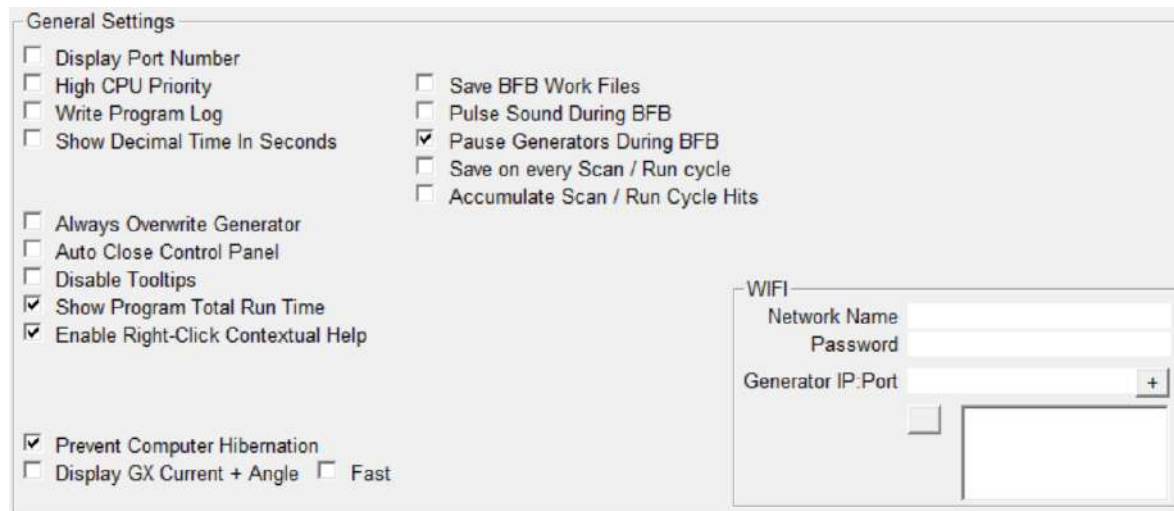 General Settings
Display Port Number
High CPU Priority
Write Program Log
Show Decimal Time In Seconds
Save BFB Work Files
Pulse Sound During BFB
Pause Generators During BFB
Save on every Scan / Run cycle
Accumulate Scan / Run Cycle Hits
Always Overwrite Generator
Auto Close Control Panel
Disable Tooltips
Show Program Total Run Time
Enable Right-Click Contextual Help
WIFI
Network Name
Password
Generator IP:Port +
Prevent Computer Hibernation
Display GX Current + Angle Fast